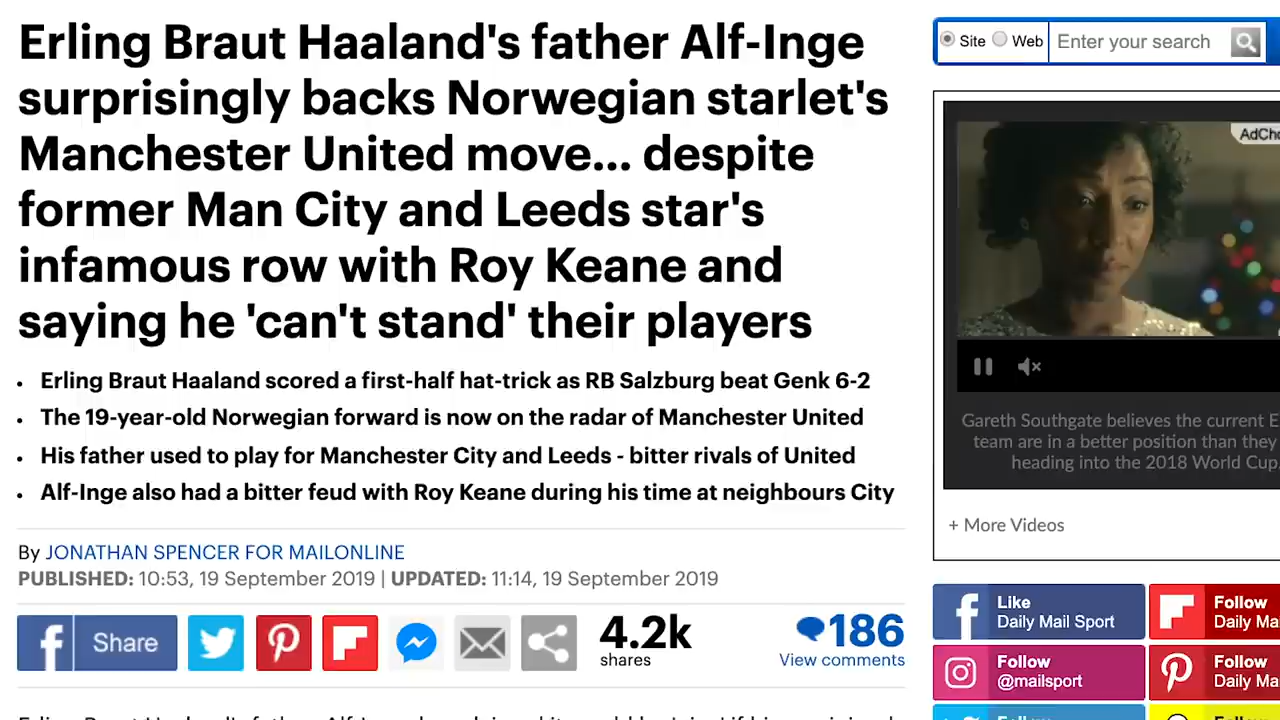 Erling Braut Haaland's father Alf-Inge
surprisingly backs Norwegian starlet's
Manchester United move... despite
former Man City and Leeds star's
infamous row with Roy Keane and
saying he 'can't stand' their players
• Erling Braut Haaland scored a first-half hat-trick as RB Salzburg beat Genk 6-2
• The 19-year-old Norwegian forward is now on the radar of Manchester United
• His father used to play for Manchester City and Leeds - bitter rivals of United
• Alf-Inge also had a bitter feud with Roy Keane during his time at neighbours City
By JONATHAN SPENCER FOR MAILONLINE
PUBLISHED: 10:53, 19 September 2019 | UPDATED: 11:14, 19 September 2019
Share
4.2k
shares
186
View comments
Site Web Enter your search
AdCho
Gareth Southgate believes the current E
team are in a better position than they
heading into the 2018 World Cup.
+ More Videos
Like
Daily Mail Sport
Follow
Daily Ma
Follow
@mailsport
Follow
Daily Ma